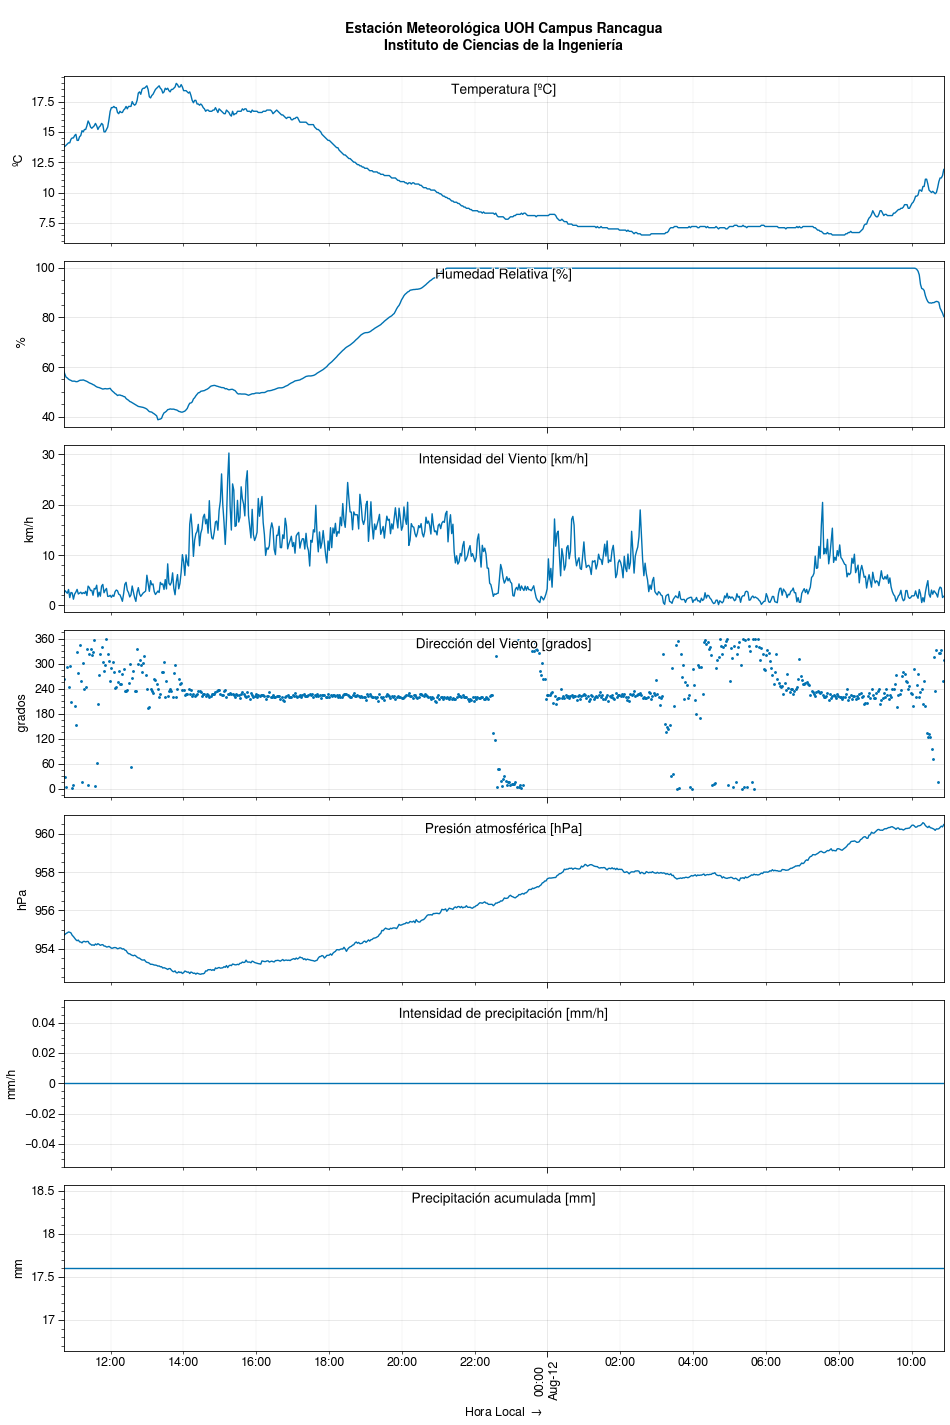 Estación Meteorológica UOH Campus Rancagua
Instituto de Ciencias de la Ingeniería
Temperatura [ºC]
ºC
17.5
15
12.5
10
7.5
Humedad Relativa [%]
%
100
80
60
40
Intensidad del Viento [km/h]
km/h
30
20
10
0
Dirección del Viento [grados]
grados
360
300
240
180
120
60
0
Presión atmosférica [hPa]
hPa
960
958
956
954
Intensidad de precipitación [mm/h]
mm/h
0.04
0.02
0
−0.02
−0.04
Precipitación acumulada [mm]
mm
18.5
18
17.5
17
12:00 14:00 16:00 18:00 20:00 22:00 00:00 02:00 04:00 06:00 08:00 10:00
Aug-12
Hora Local →